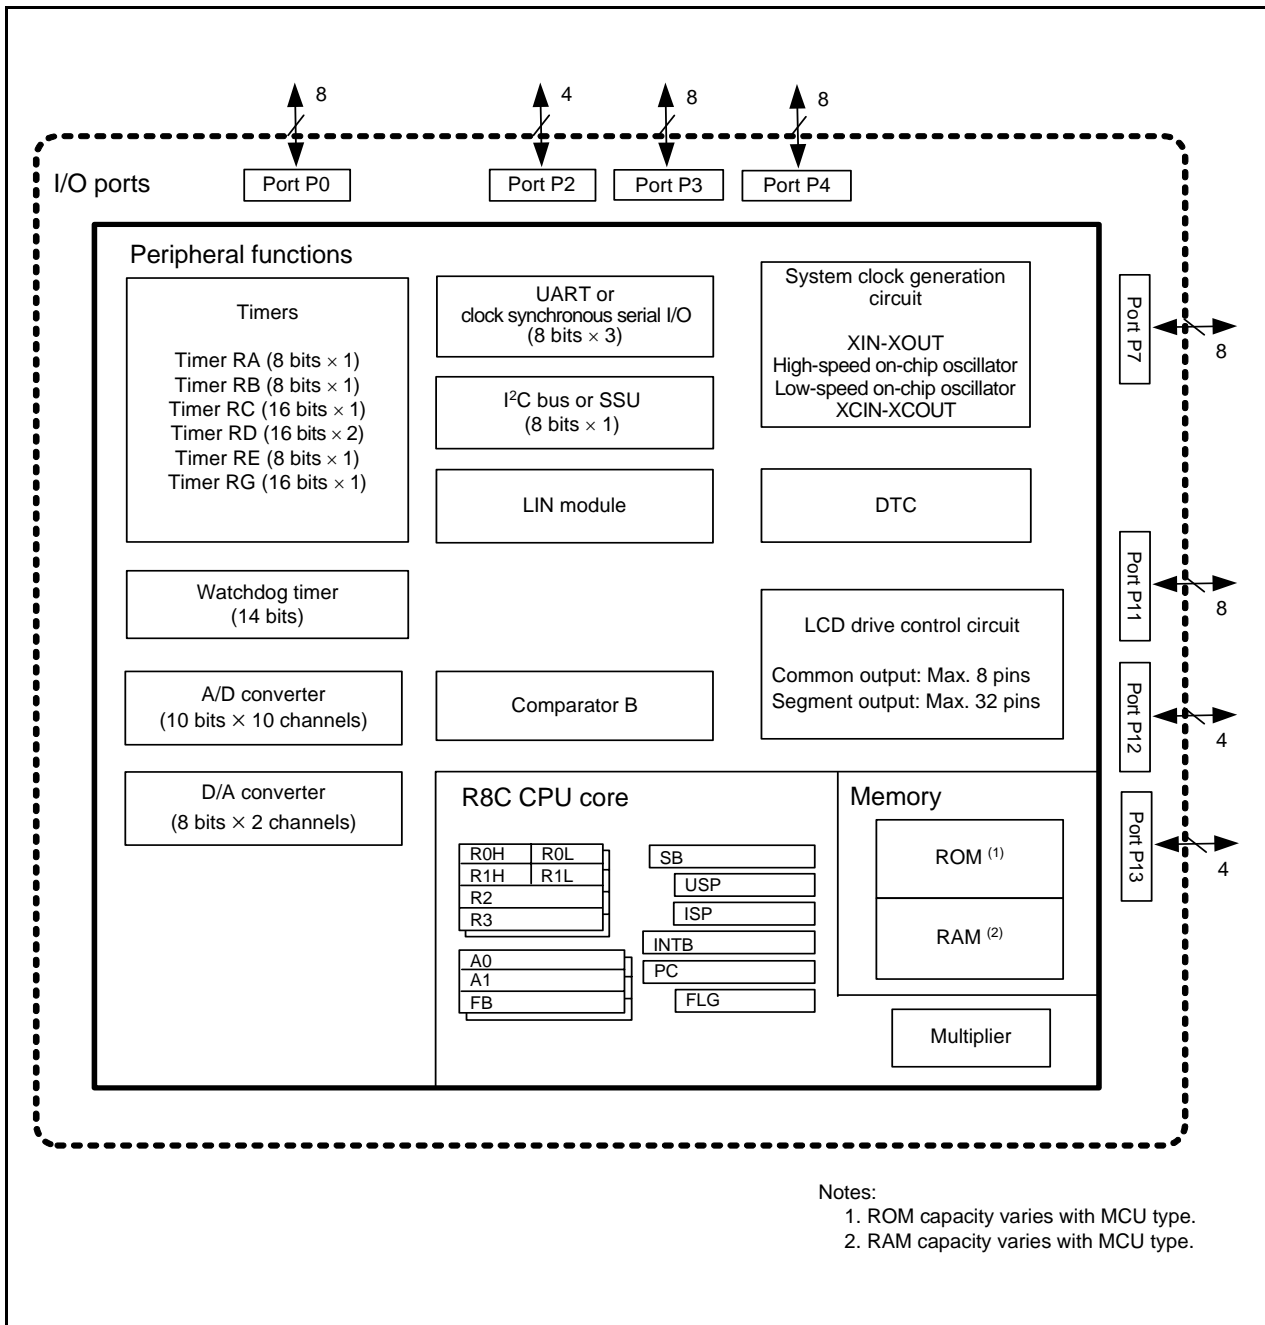 8
4
8
8
I/O ports
Port P0
Port P2
Port P3
Port P4
Peripheral functions
Timers
Timer RA (8 bits × 1)
Timer RB (8 bits × 1)
Timer RC (16 bits × 1)
Timer RD (16 bits × 2)
Timer RE (8 bits × 1)
Timer RG (16 bits × 1)
UART or
clock synchronous serial I/O
(8 bits × 3)
I²C bus or SSU
(8 bits × 1)
LIN module
System clock generation
circuit
XIN-XOUT
High-speed on-chip oscillator
Low-speed on-chip oscillator
XCIN-XCOUT
DTC
Port P7
8
Watchdog timer
(14 bits)
LCD drive control circuit
Common output: Max. 8 pins
Segment output: Max. 32 pins
Port P11
8
A/D converter
(10 bits × 10 channels)
Comparator B
Port P12
4
D/A converter
(8 bits × 2 channels)
R8C CPU core
R0H
R0L
R1H
R1L
R2
R3
A0
A1
FB
SB
USP
ISP
INTB
PC
FLG
Memory
ROM (1)
RAM (2)
Multiplier
Port P13
4
Notes:
1. ROM capacity varies with MCU type.
2. RAM capacity varies with MCU type.